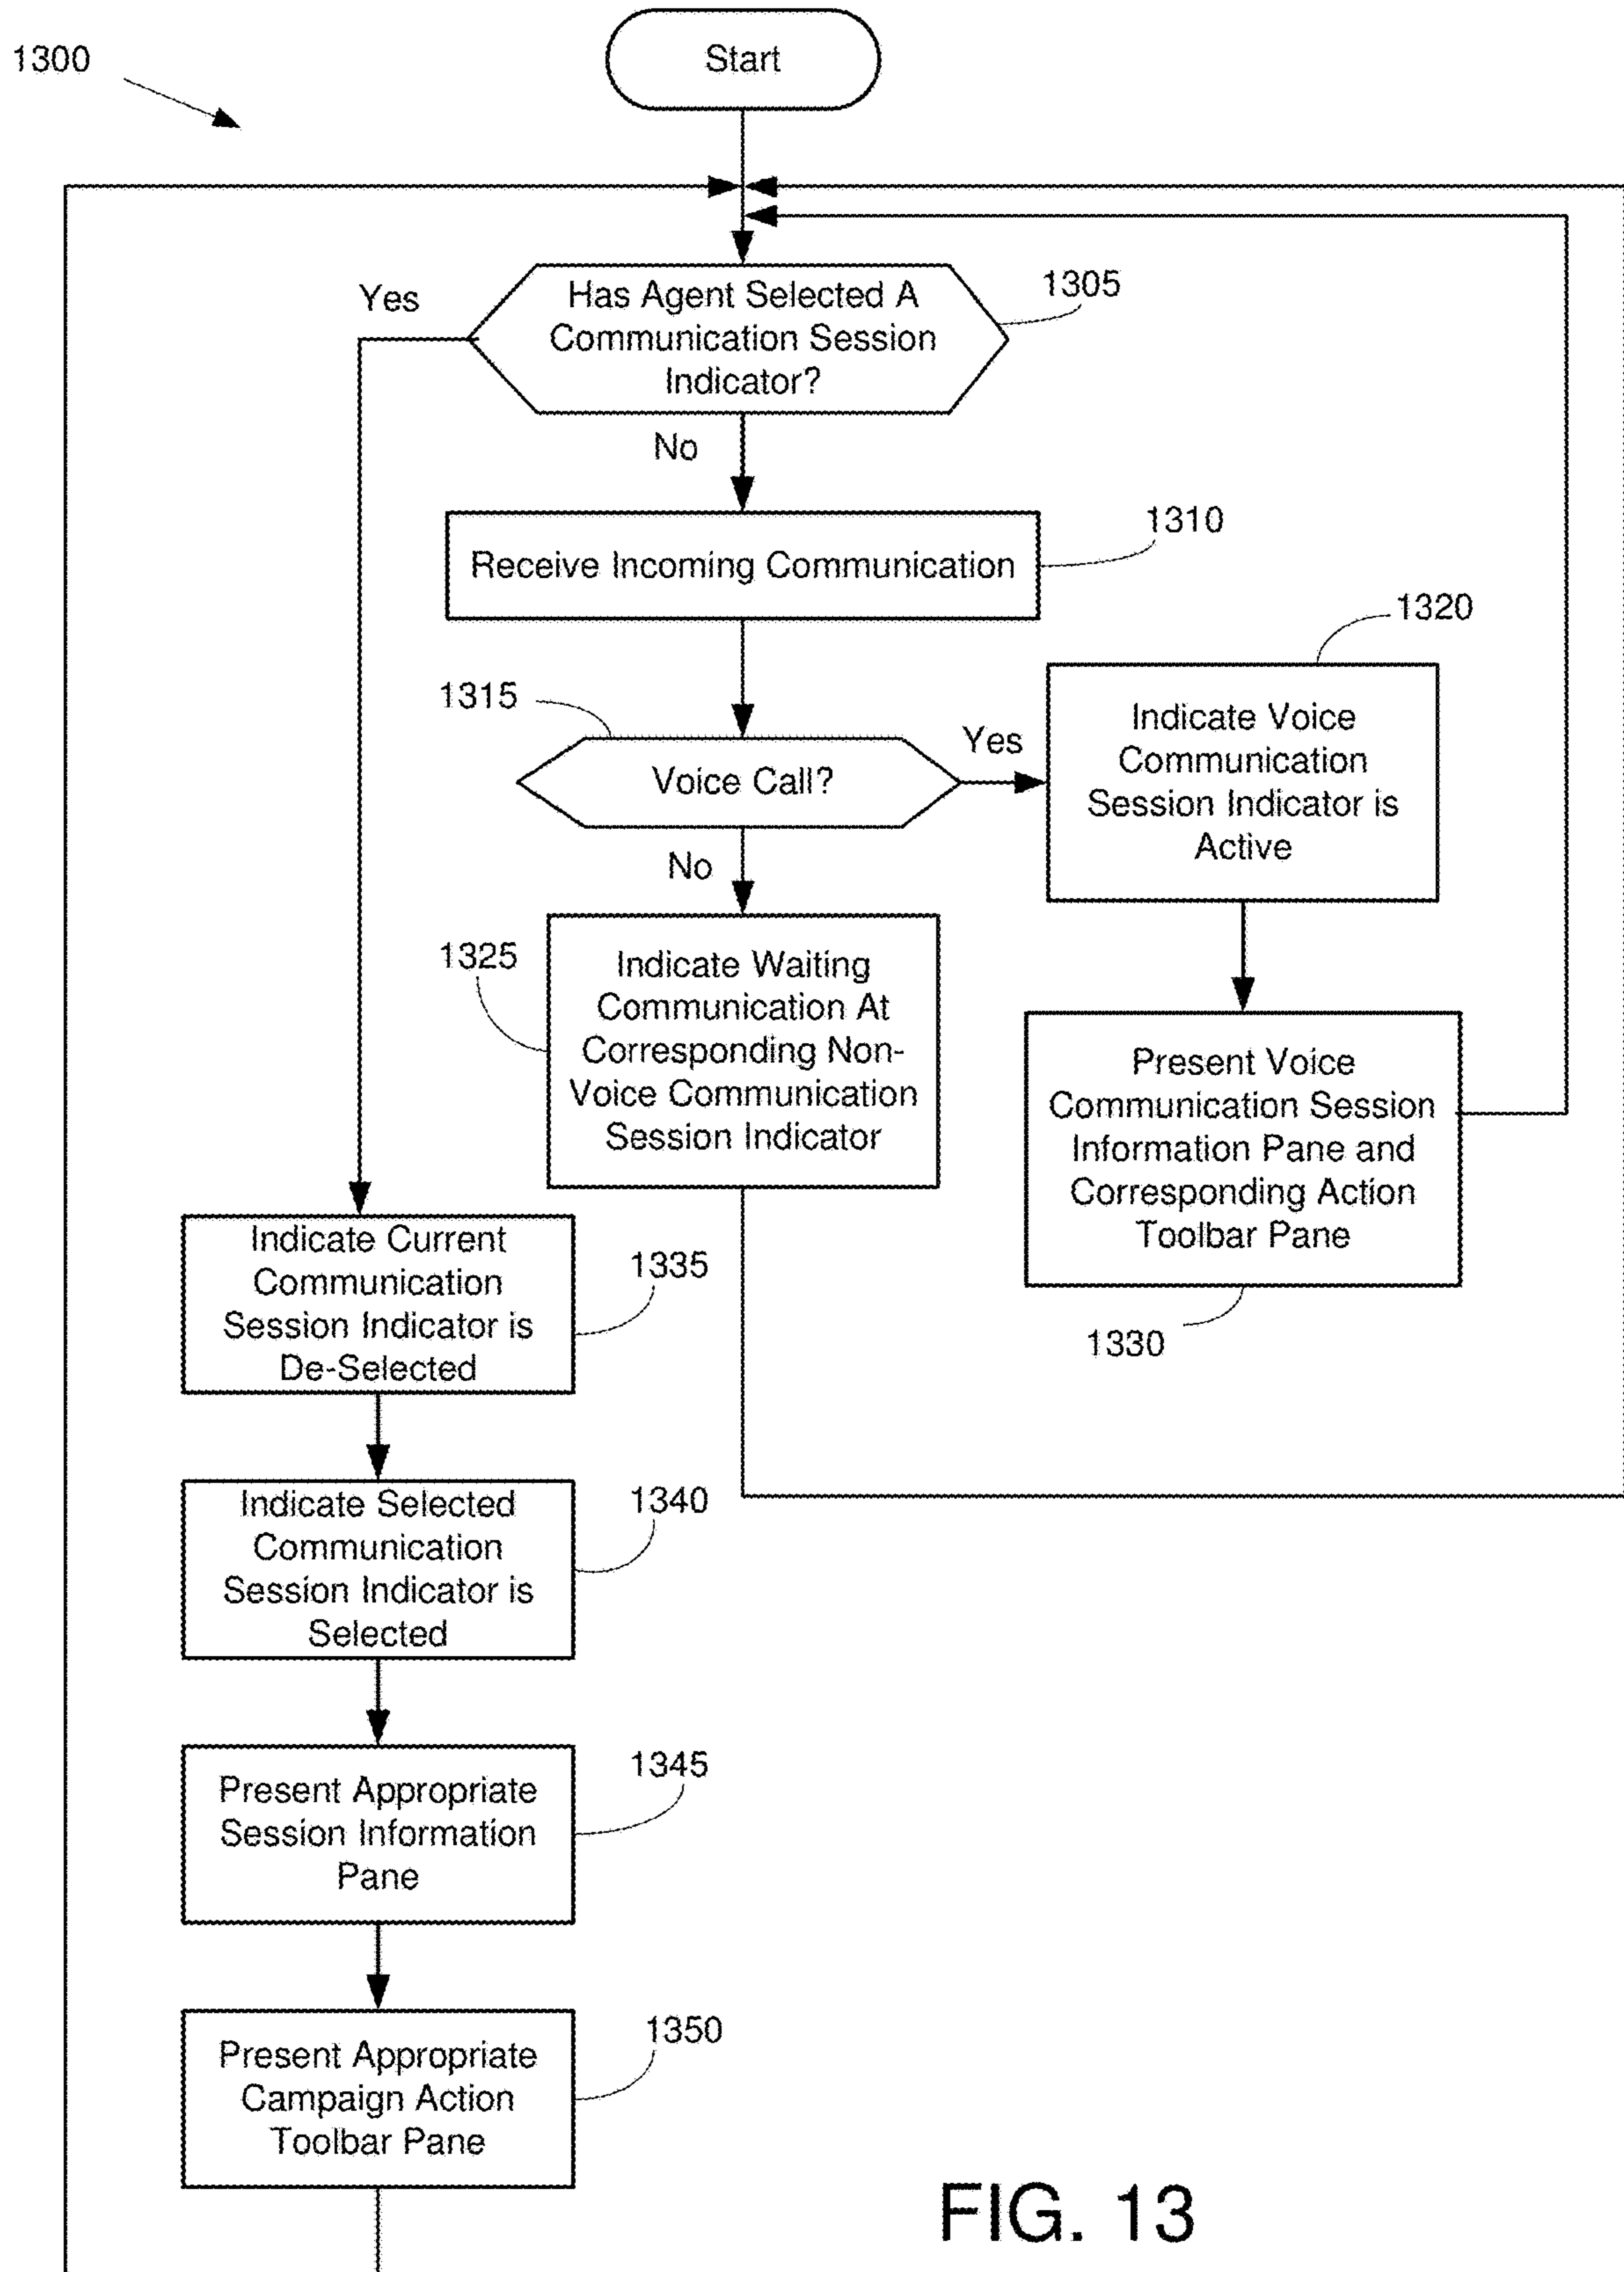 1300
Start
Has Agent Selected A
Communication Session
Indicator?
1305
Yes
No
Receive Incoming Communication
1310
1315
Voice Call?
Yes
No
1320
Indicate Voice
Communication
Session Indicator is
Active
1325
Indicate Waiting
Communication At
Corresponding Non-
Voice Communication
Session Indicator
Present Voice
Communication Session
Information Pane and
Corresponding Action
Toolbar Pane
1330
Indicate Current
Communication
Session Indicator is
De-Selected
1335
Indicate Selected
Communication
Session Indicator is
Selected
1340
Present Appropriate
Session Information
Pane
1345
Present Appropriate
Campaign Action
Toolbar Pane
1350
FIG. 13